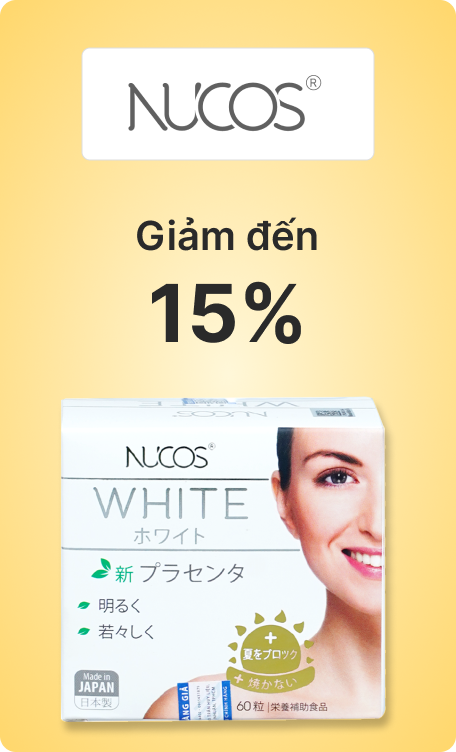 NUCOS®
Giảm đến
15%
NUCOS
NUCOS®
WHITE
ホワイト
新 プラセンタ
明るく
若々しく
+
夏をブロック
+ 焼かない
Made in
JAPAN
日本製
60粒 | 栄養補助食品